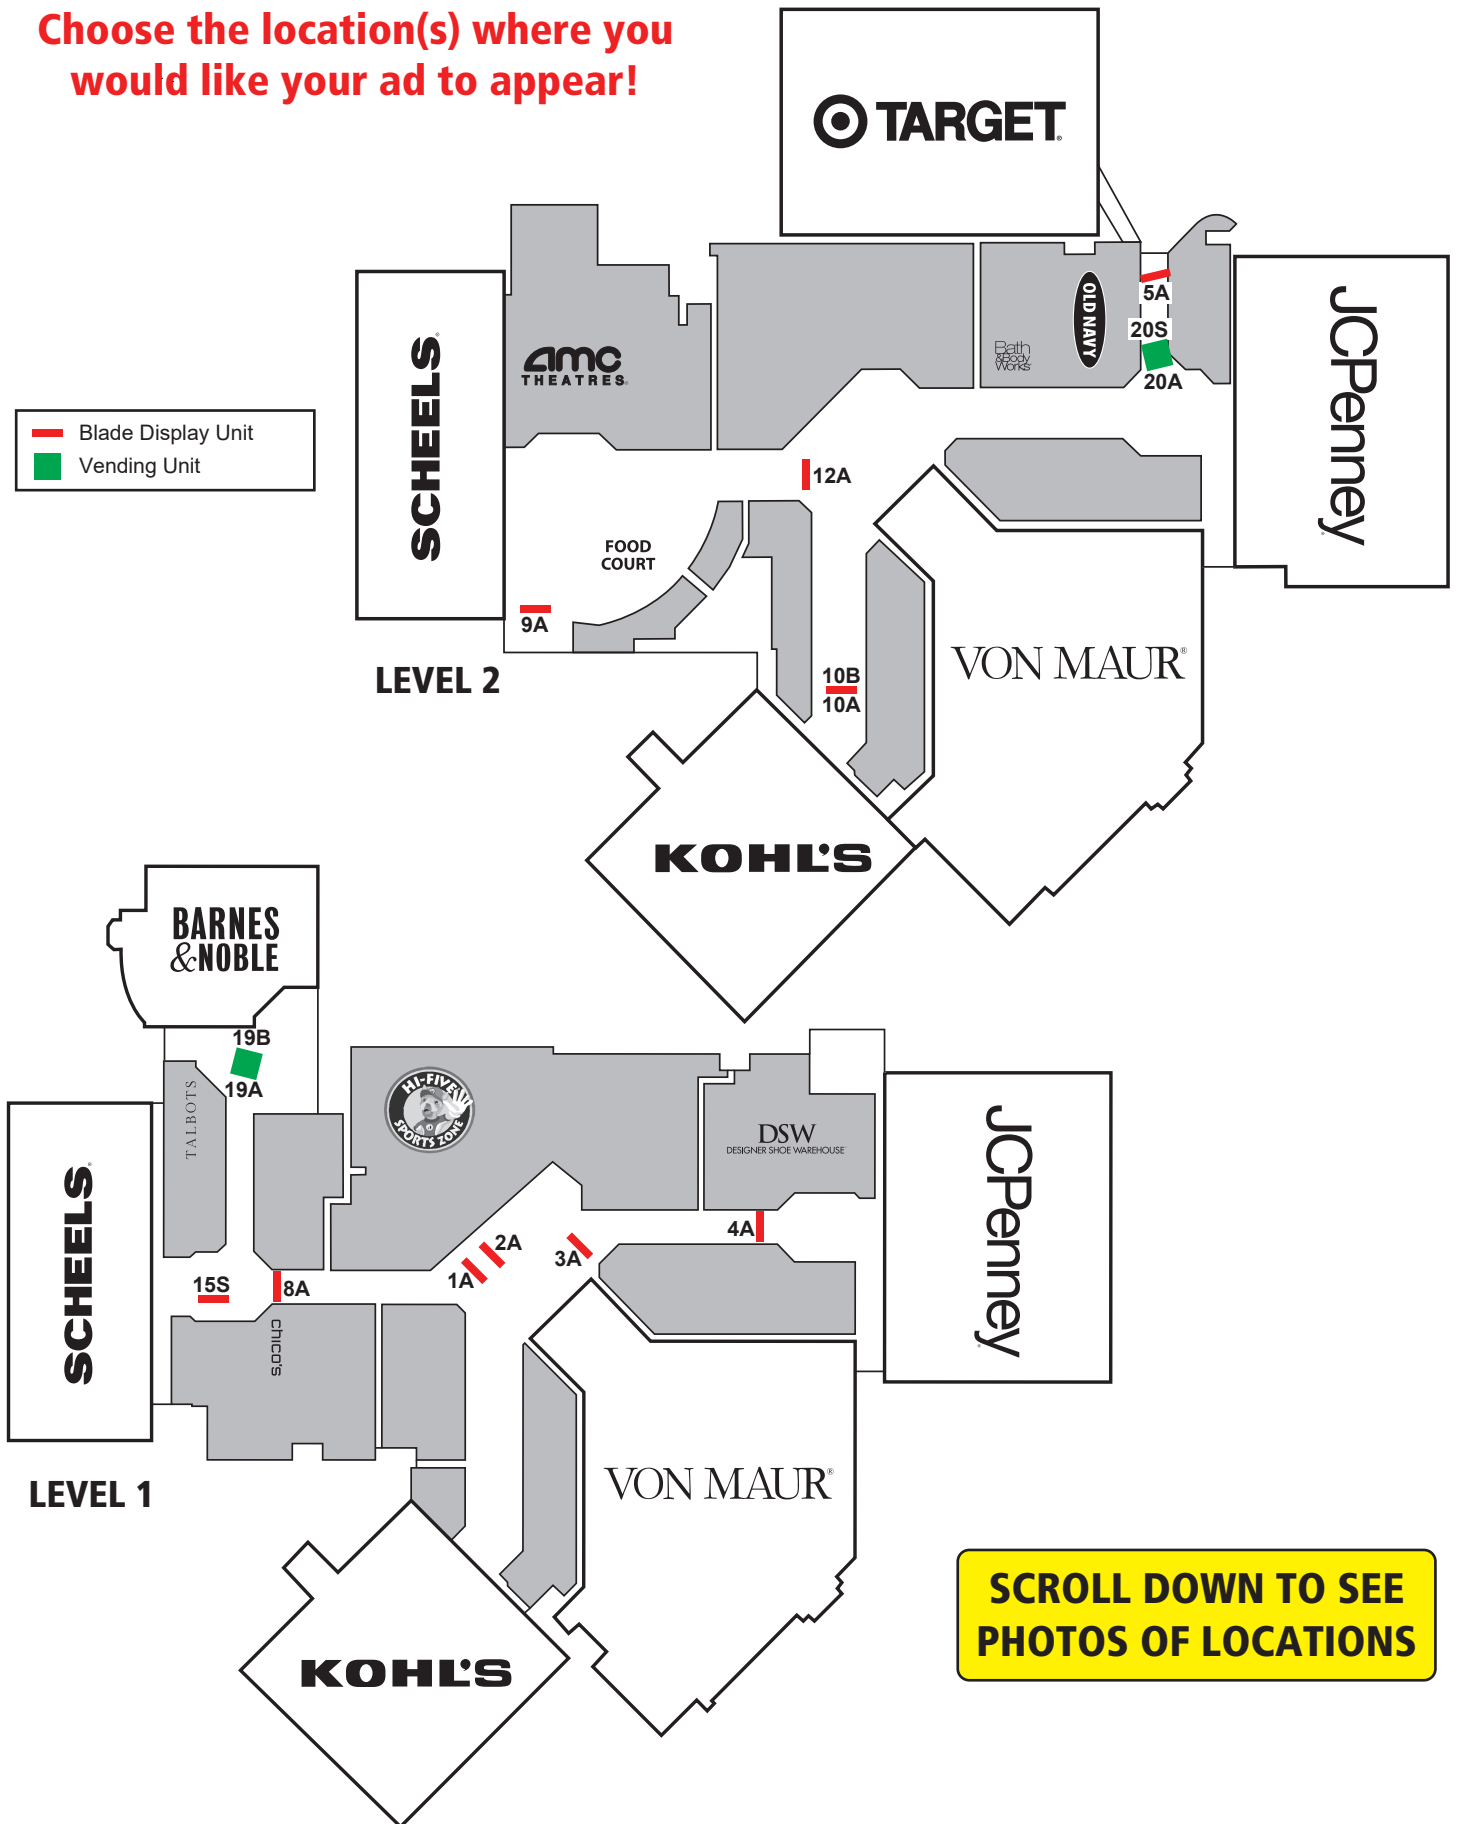 Choose the location(s) where you
would like your ad to appear!
TARGET
Blade Display Unit
Vending Unit
SCHEELS
amc
THEATRES
Bath
&Body
Works
OLD NAVY
5A
20S
20A
JCPenney
12A
FOOD
COURT
9A
LEVEL 2
10B
10A
VON MAUR®
KOHL'S
BARNES
&NOBLE
19B
19A
TALBOTS
SCHEELS
HI-FIVE
SPORTS ZONE
DSW
DESIGNER SHOE WAREHOUSE
JCPenney
4A
2A
1A
3A
15S
8A
chico's
LEVEL 1
VON MAUR®
KOHL'S
SCROLL DOWN TO SEE
PHOTOS OF LOCATIONS